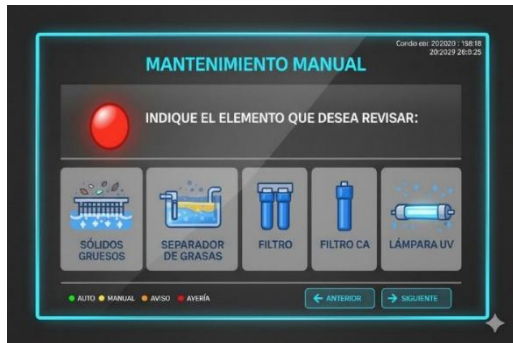 MANTENIMIENTO MANUAL
INDIQUE EL ELEMENTO QUE DESEA REVISAR:
SÓLIDOS
GRUESOS
SEPARADOR
DE GRASAS
FILTRO
FILTRO CA
LÁMPARA UV
AUTO
MANUAL
AVISO
AVERÍA
← ANTERIOR
→ SIGUIENTE